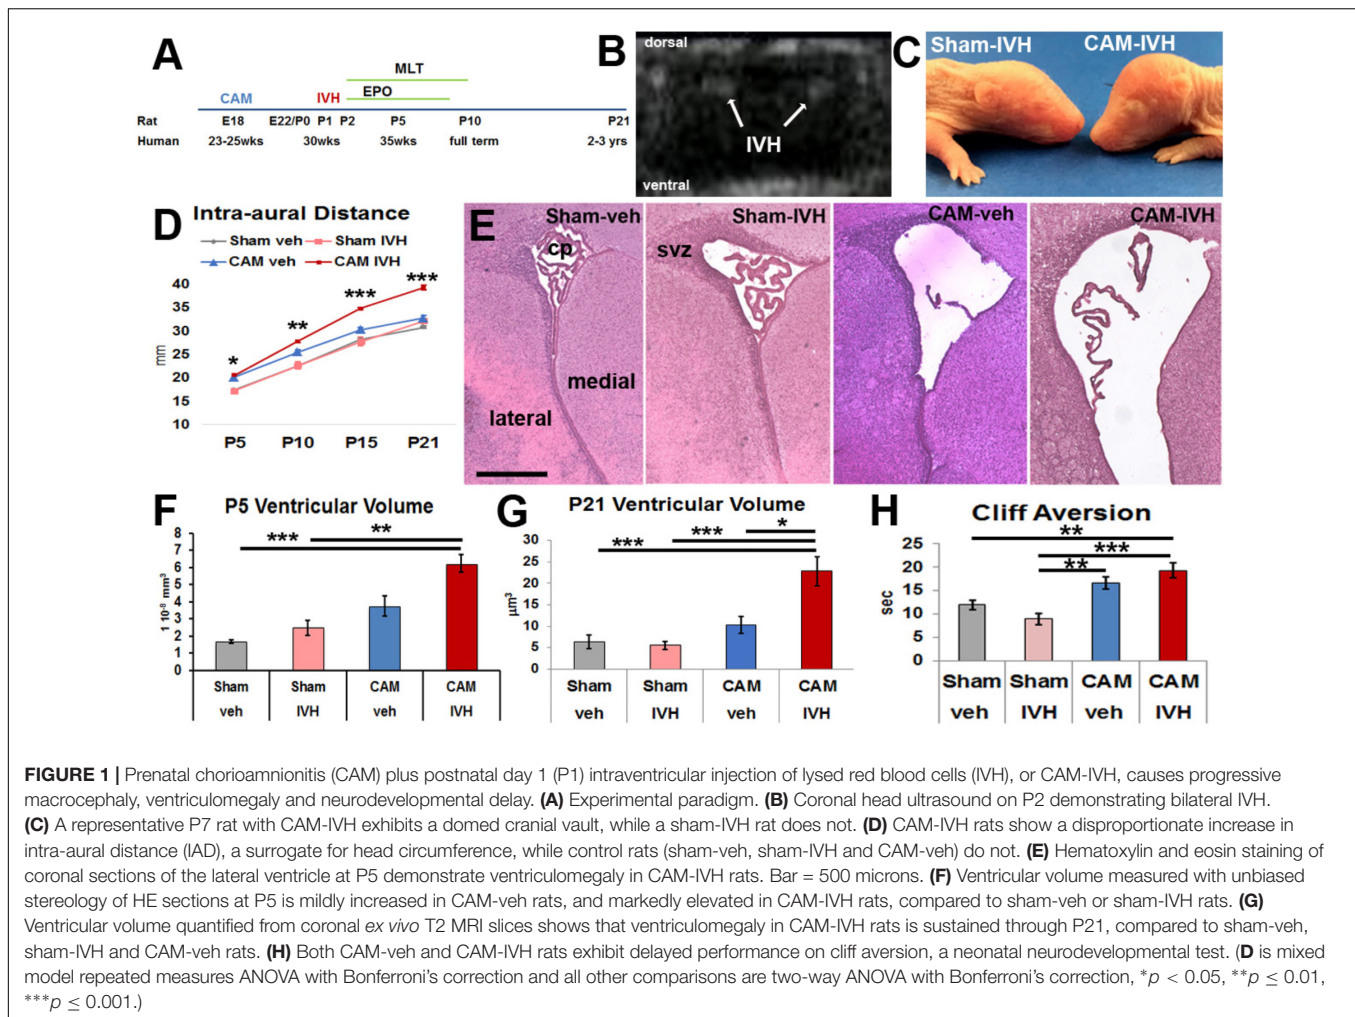 A
MLT
EPO
CAM IVH
Rat E18 E22/P0 P1 P2 P5 P10 P21
Human 23-25wks 30wks 35wks full term 2-3 yrs
B
dorsal
IVH
ventral
C
Sham-IVH CAM-IVH
D
Intra-aural Distance
Sham veh Sham IVH
CAM veh CAM IVH
40
35
30
25
20
15
10
mm
* ** *** ***
P5 P10 P15 P21
E
Sham-veh Sham-IVH CAM-veh CAM-IVH
cp svz
medial
lateral
F
P5 Ventricular Volume
*** **
8
7
6
5
4
3
2
1
0
1 10⁻⁸ mm³
Sham Sham CAM CAM
veh IVH veh IVH
G
P21 Ventricular Volume
*** *** *
30
25
20
15
10
5
0
µm³
Sham Sham CAM CAM
veh IVH veh IVH
H
Cliff Aversion
**
***
**
25
20
15
10
5
0
sec
Sham Sham CAM CAM
veh IVH veh IVH
FIGURE 1 | Prenatal chorioamnionitis (CAM) plus postnatal day 1 (P1) intraventricular injection of lysed red blood cells (IVH), or CAM-IVH, causes progressive
macrocephaly, ventriculomegaly and neurodevelopmental delay. (A) Experimental paradigm. (B) Coronal head ultrasound on P2 demonstrating bilateral IVH.
(C) A representative P7 rat with CAM-IVH exhibits a domed cranial vault, while a sham-IVH rat does not. (D) CAM-IVH rats show a disproportionate increase in
intra-aural distance (IAD), a surrogate for head circumference, while control rats (sham-veh, sham-IVH and CAM-veh) do not. (E) Hematoxylin and eosin staining of
coronal sections of the lateral ventricle at P5 demonstrate ventriculomegaly in CAM-IVH rats. Bar = 500 microns. (F) Ventricular volume measured with unbiased
stereology of HE sections at P5 is mildly increased in CAM-veh rats, and markedly elevated in CAM-IVH rats, compared to sham-veh or sham-IVH rats. (G)
Ventricular volume quantified from coronal ex vivo T2 MRI slices shows that ventriculomegaly in CAM-IVH rats is sustained through P21, compared to sham-veh,
sham-IVH and CAM-veh rats. (H) Both CAM-veh and CAM-IVH rats exhibit delayed performance on cliff aversion, a neonatal neurodevelopmental test. (D is mixed
model repeated measures ANOVA with Bonferroni's correction and all other comparisons are two-way ANOVA with Bonferroni's correction, *p < 0.05, **p ≤ 0.01,
***p ≤ 0.001.)